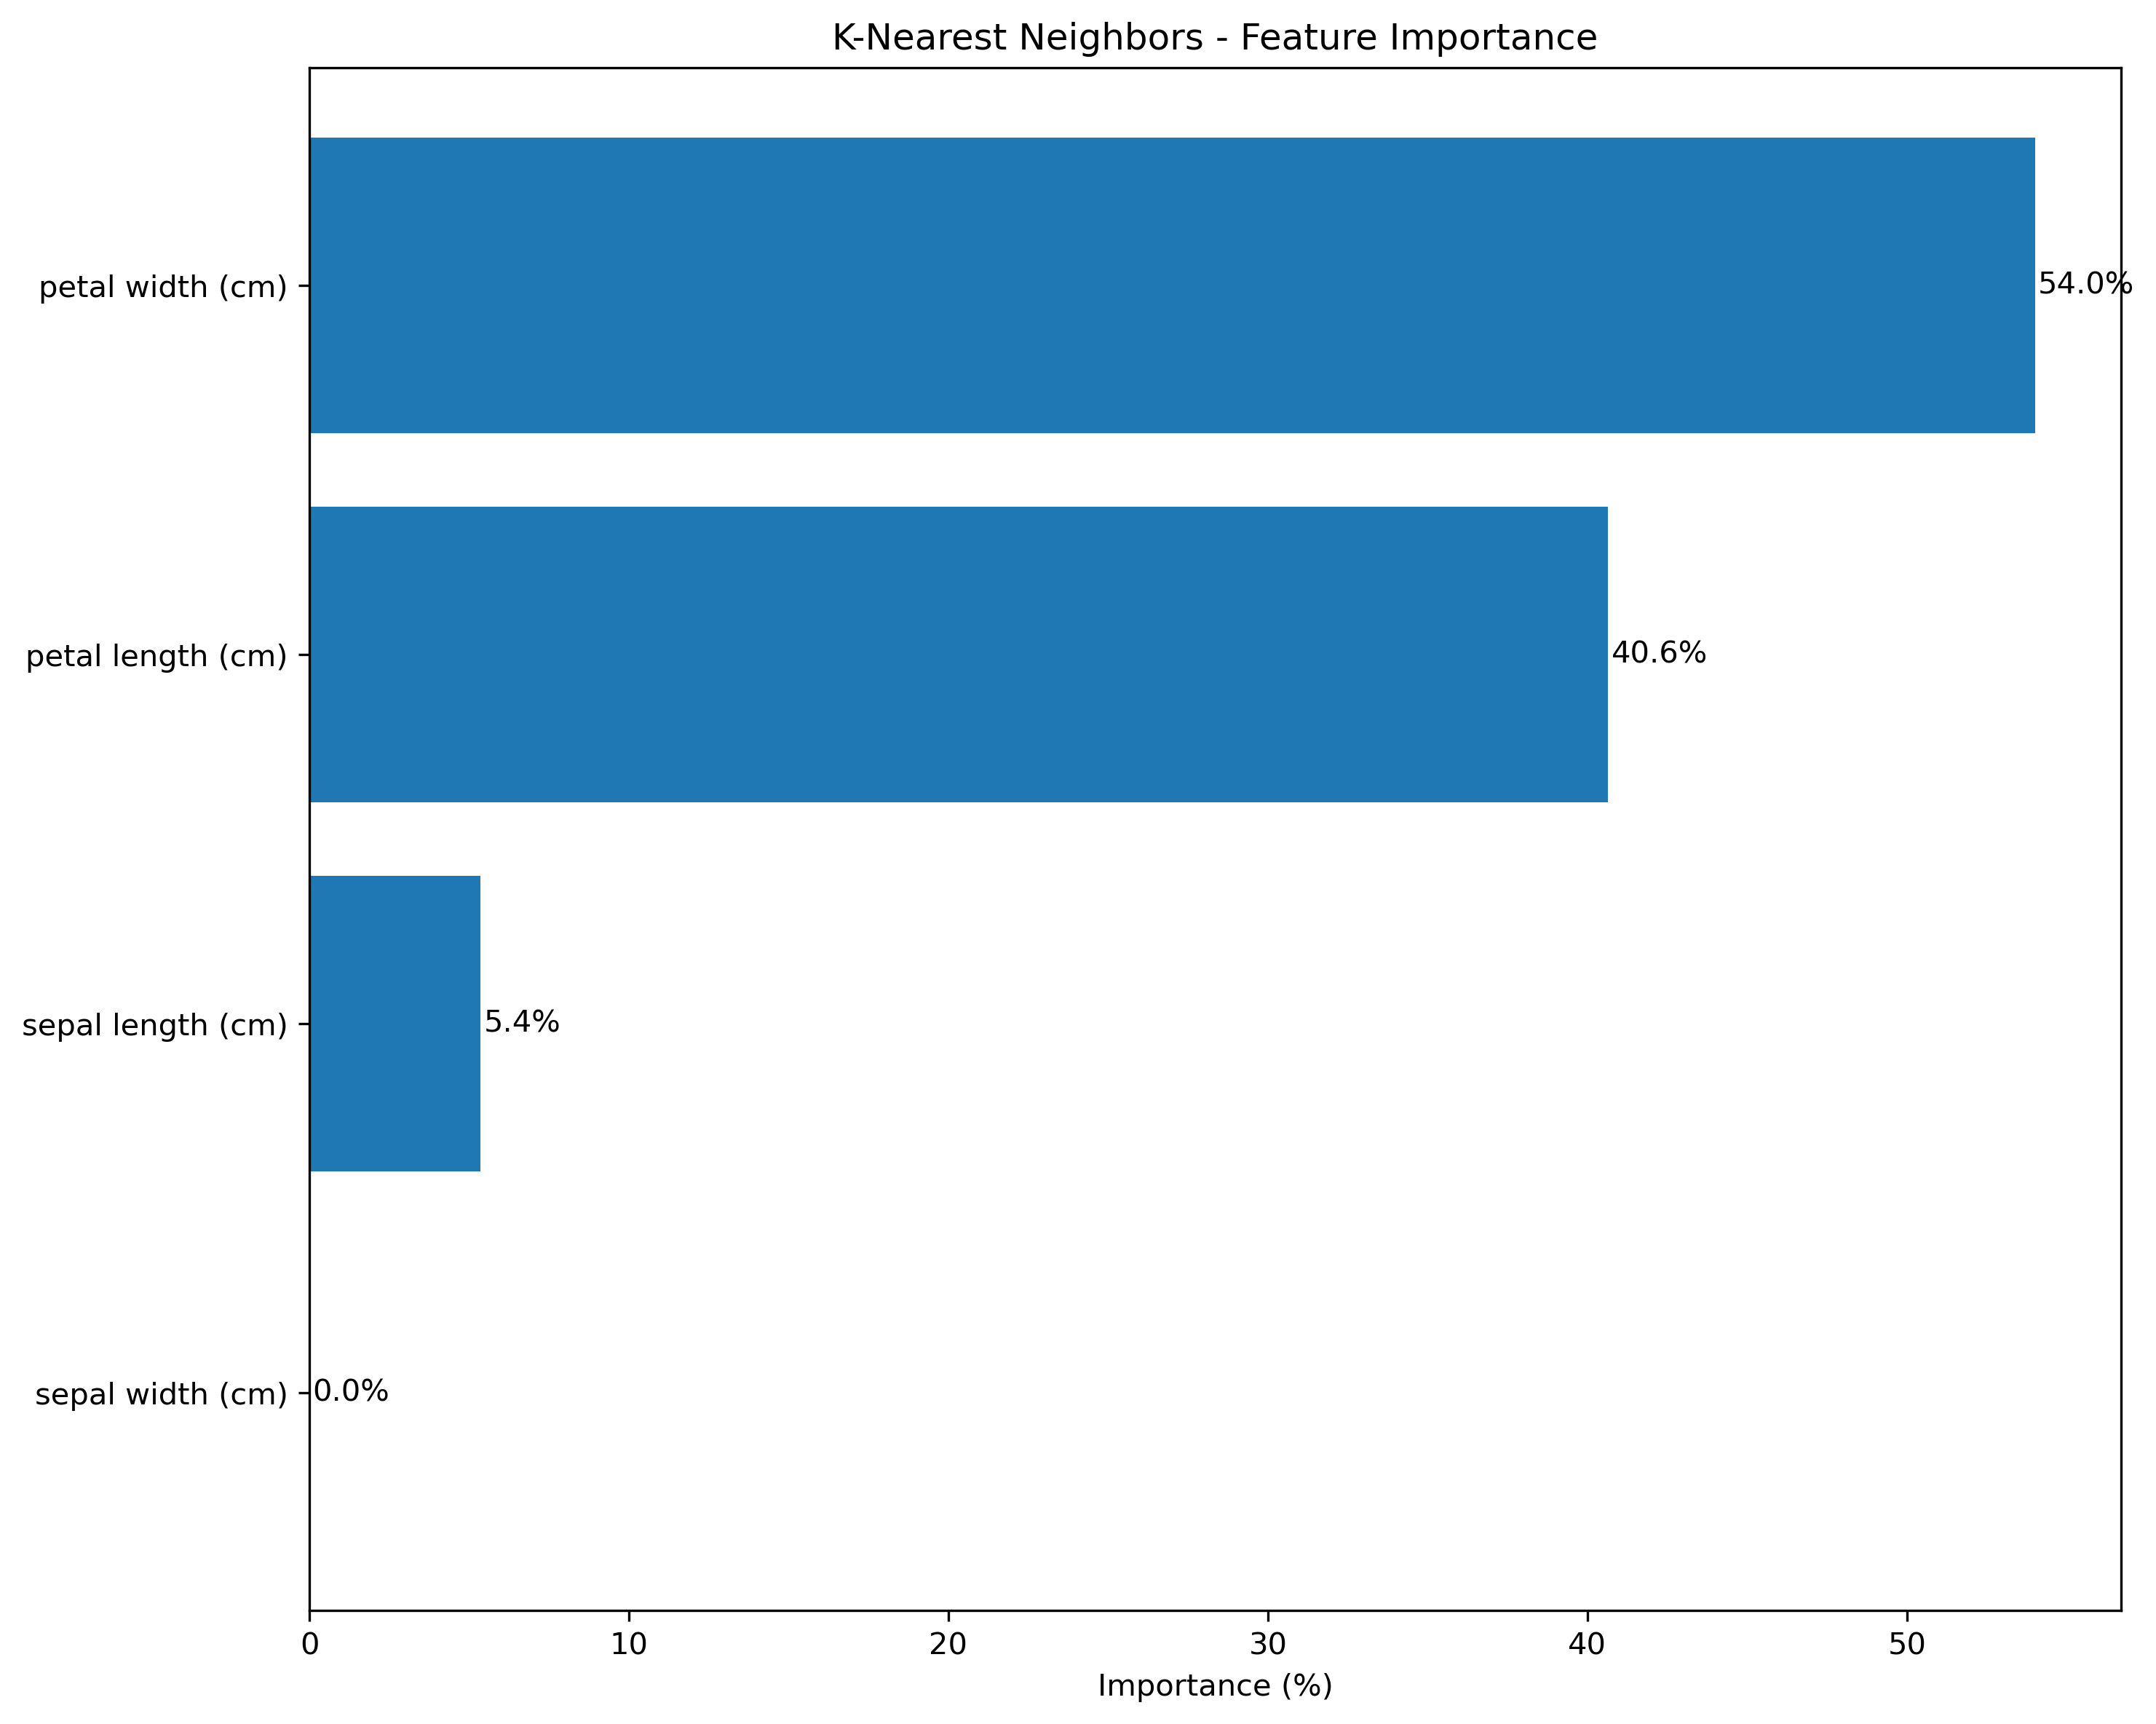 K-Nearest Neighbors - Feature Importance
petal width (cm)
54.0%
petal length (cm)
40.6%
sepal length (cm)
5.4%
sepal width (cm)
0.0%
0 10 20 30 40 50
Importance (%)